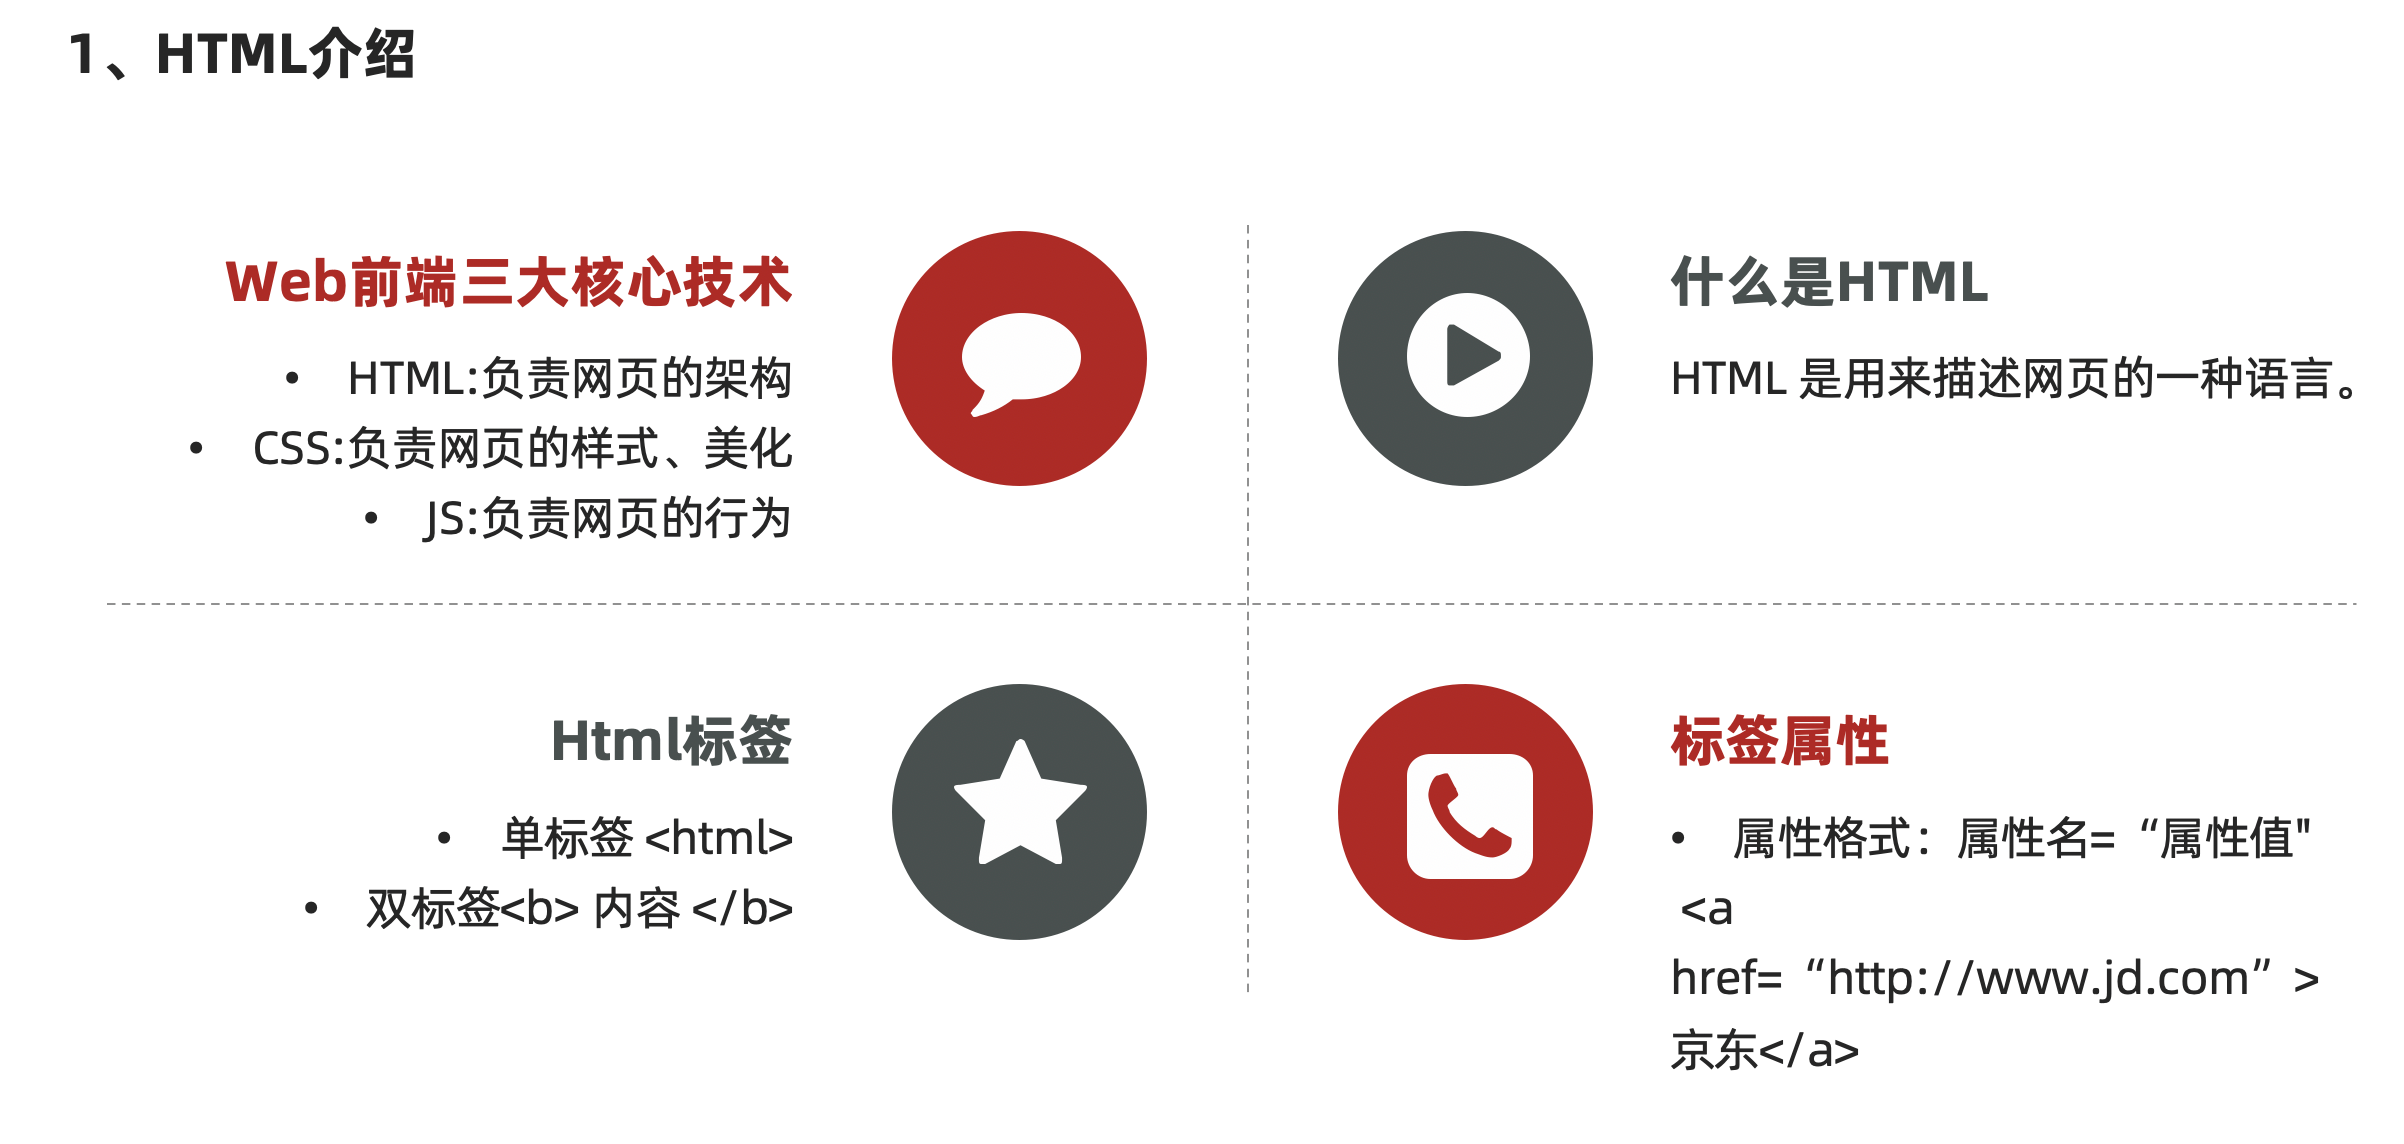 1、HTML介绍
Web前端三大核心技术
• HTML:负责网页的架构
• CSS:负责网页的样式、美化
• JS:负责网页的行为
什么是HTML
HTML 是用来描述网页的一种语言。
Html标签
• 单标签 <html>
• 双标签<b> 内容 </b>
标签属性
• 属性格式：属性名=“属性值"
<a
href=“http://www.jd.com”>
京东</a>